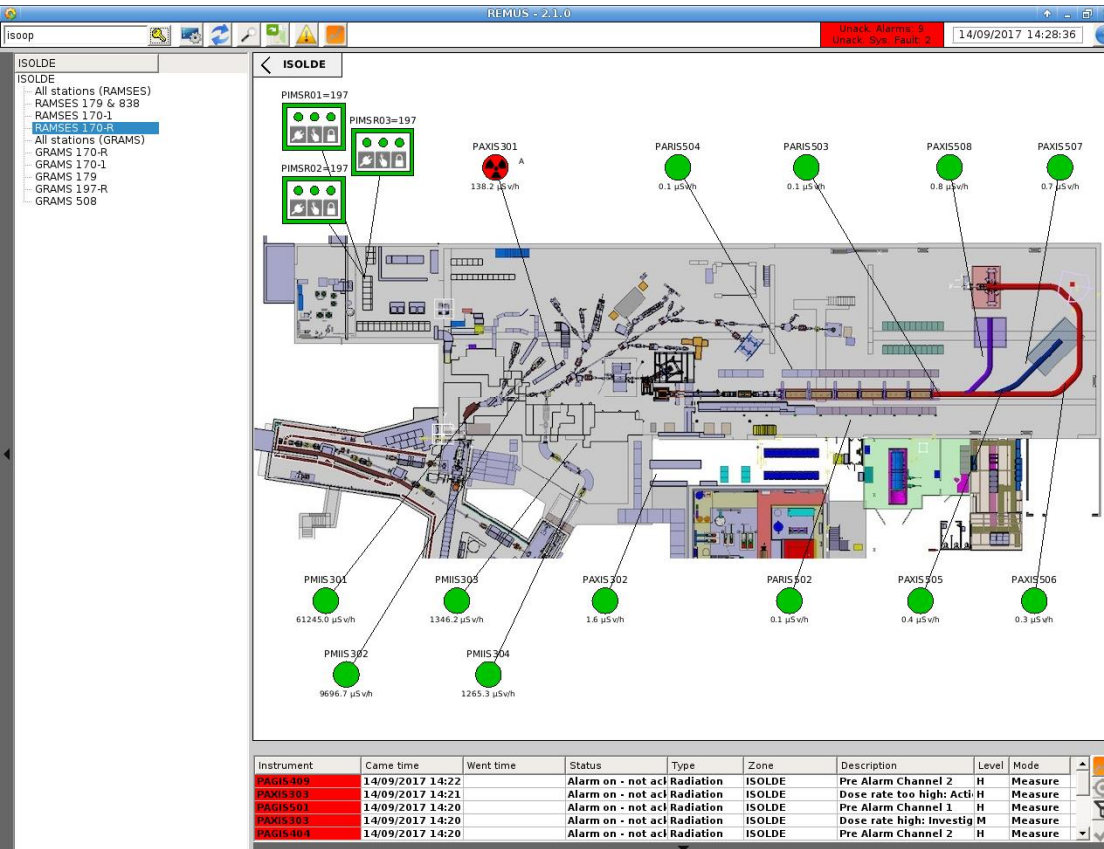 REMUS - 2.1.0
isoop
Unack. Alarms: 9
Unack. Sys. Fault: 2
14/09/2017 14:28:36
ISOLDE
ISOLDE
All stations (RAMSES)
RAMSES 179 & 838
RAMSES 170-1
RAMSES 170-R
All stations (GRAMS)
GRAMS 170-R
GRAMS 170-1
GRAMS 179
GRAMS 197-R
GRAMS 508
ISOLDE
PIMSR01=197
PIMSR03=197
PIMSR02=197
PAXIS301
A
138.2 µSv/h
PARIS504
0.1 µSv/h
PARIS503
0.1 µSv/h
PAXIS508
0.8 µSv/h
PAXIS507
0.7 µSv/h
PMIIS301
61245.0 µSv/h
PMIIS303
1346.2 µSv/h
PAXIS302
1.6 µSv/h
PARIS502
0.1 µSv/h
PAXIS505
0.4 µSv/h
PAXIS506
0.3 µSv/h
PMIIS302
9696.7 µSv/h
PMIIS304
1265.3 µSv/h
Instrument Came time Went time Status Type Zone Description Level Mode
PAGIS409 14/09/2017 14:22 Alarm on - not ack Radiation ISOLDE Pre Alarm Channel 2 H Measure
PAXIS303 14/09/2017 14:21 Alarm on - not ack Radiation ISOLDE Dose rate too high: Acti H Measure
PAGIS501 14/09/2017 14:20 Alarm on - not ack Radiation ISOLDE Pre Alarm Channel 1 H Measure
PAXIS303 14/09/2017 14:20 Alarm on - not ack Radiation ISOLDE Dose rate high: Investig M Measure
PAGIS404 14/09/2017 14:20 Alarm on - not ack Radiation ISOLDE Pre Alarm Channel 2 H Measure